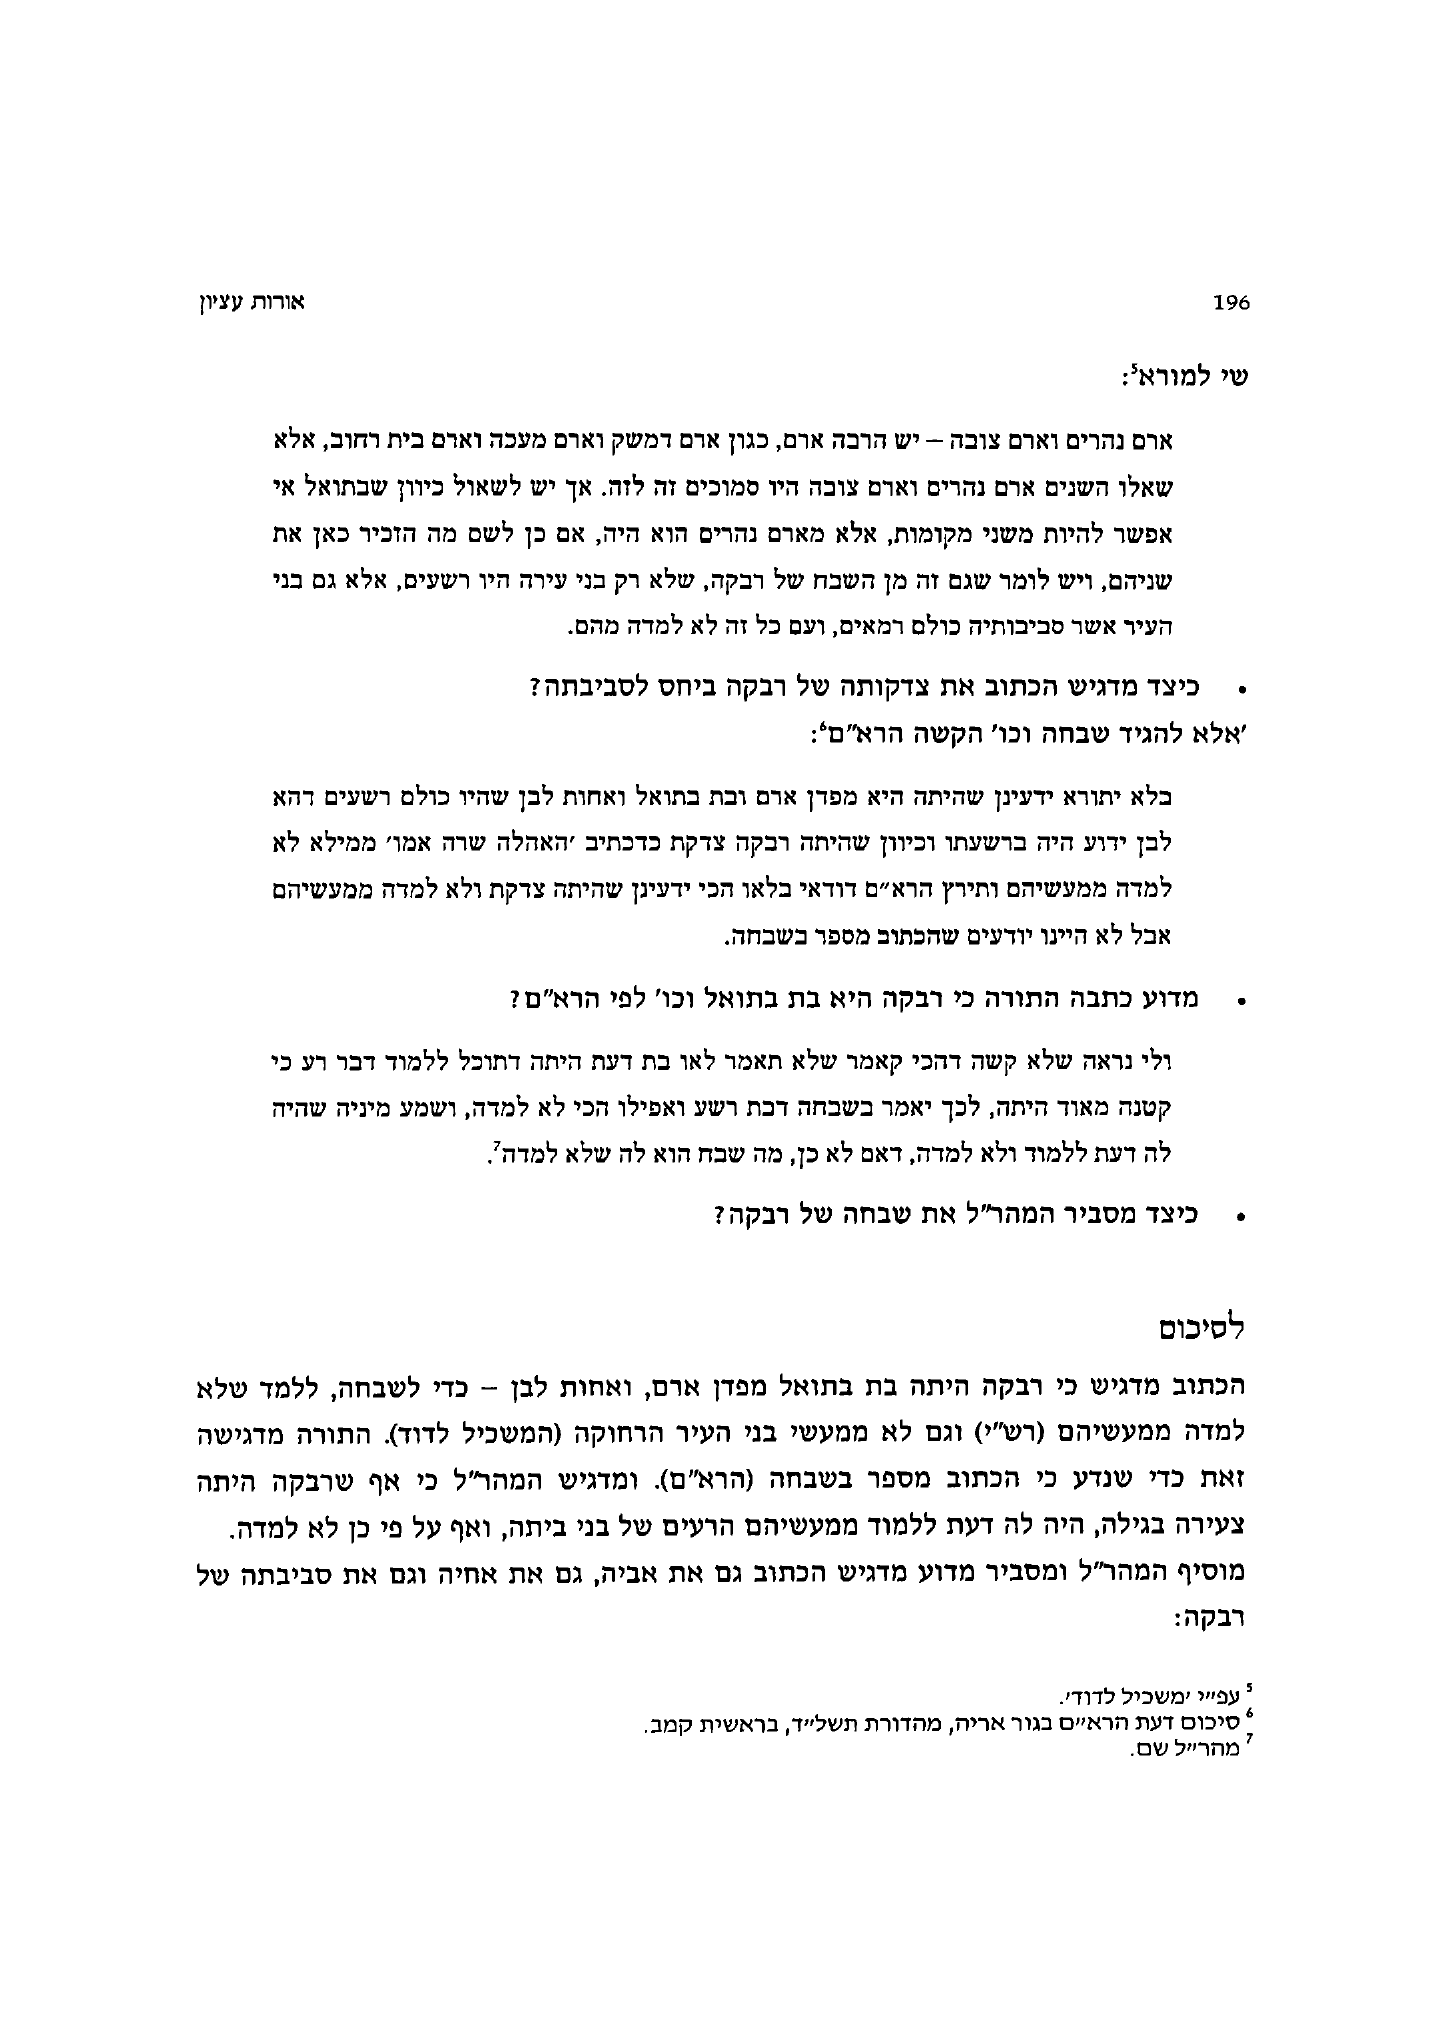 196
אורות עציון
שי למורא⁵:
ארם נהרים וארם צובה – יש הרבה ארם, כגון ארם דמשק וארם מעכה וארם בית רחוב, אלא
שאלו השנים ארם נהרים וארם צובה היו סמוכים זה לזה. אך יש לשאול כיוון שבתואל אי
אפשר להיות משני מקומות, אלא מארם נהרים הוא היה, אם כן לשם מה הזכיר כאן את
שניהם, ויש לומר שגם זה מן השבח של רבקה, שלא רק בני עירה היו רשעים, אלא גם בני
העיר אשר סביבותיה כולם רמאים, ועם כל זה לא למדה מהם.
• כיצד מדגיש הכתוב את צדקותה של רבקה ביחס לסביבתה?
'אלא להגיד שבחה וכו' הקשה הרא"ם⁶:
בלא יתורא ידעינן שהיתה היא מפדן ארם ובת בתואל ואחות לבן שהיו כולם רשעים דהא
לבן ידוע היה ברשעתו וכיוון שהיתה רבקה צדקת כדכתיב 'האהלה שרה אמו' ממילא לא
למדה ממעשיהם ותירץ הרא"ם דודאי בלאו הכי ידעינן שהיתה צדקת ולא למדה ממעשיהם
אבל לא היינו יודעים שהכתוב מספר בשבחה.
• מדוע כתבה התורה כי רבקה היא בת בתואל וכו' לפי הרא"ם?
ולי נראה שלא קשה דהכי קאמר שלא תאמר לאו בת דעת היתה דתוכל ללמוד דבר רע כי
קטנה מאוד היתה, לכך יאמר בשבחה דבת רשע ואפילו הכי לא למדה, ושמע מיניה שהיה
לה דעת ללמוד ולא למדה, דאם לא כן, מה שבח הוא לה שלא למדה⁷.
• כיצד מסביר המהר"ל את שבחה של רבקה?
לסיכום
הכתוב מדגיש כי רבקה היתה בת בתואל מפדן ארם, ואחות לבן – כדי לשבחה, ללמד שלא
למדה ממעשיהם (רש"י) וגם לא ממעשי בני העיר הרחוקה (המשכיל לדוד). התורה מדגישה
זאת כדי שנדע כי הכתוב מספר בשבחה (הרא"ם). ומדגיש המהר"ל כי אף שרבקה היתה
צעירה בגילה, היה לה דעת ללמוד ממעשיהם הרעים של בני ביתה, ואף על פי כן לא למדה.
מוסיף המהר"ל ומסביר מדוע מדגיש הכתוב גם את אביה, גם את אחיה וגם את סביבתה של
רבקה:
⁵ עפ"י 'משכיל לדוד'.
⁶ סיכום דעת הרא"ם בגור אריה, מהדורת תשל"ד, בראשית קמב.
⁷ מהר"ל שם.